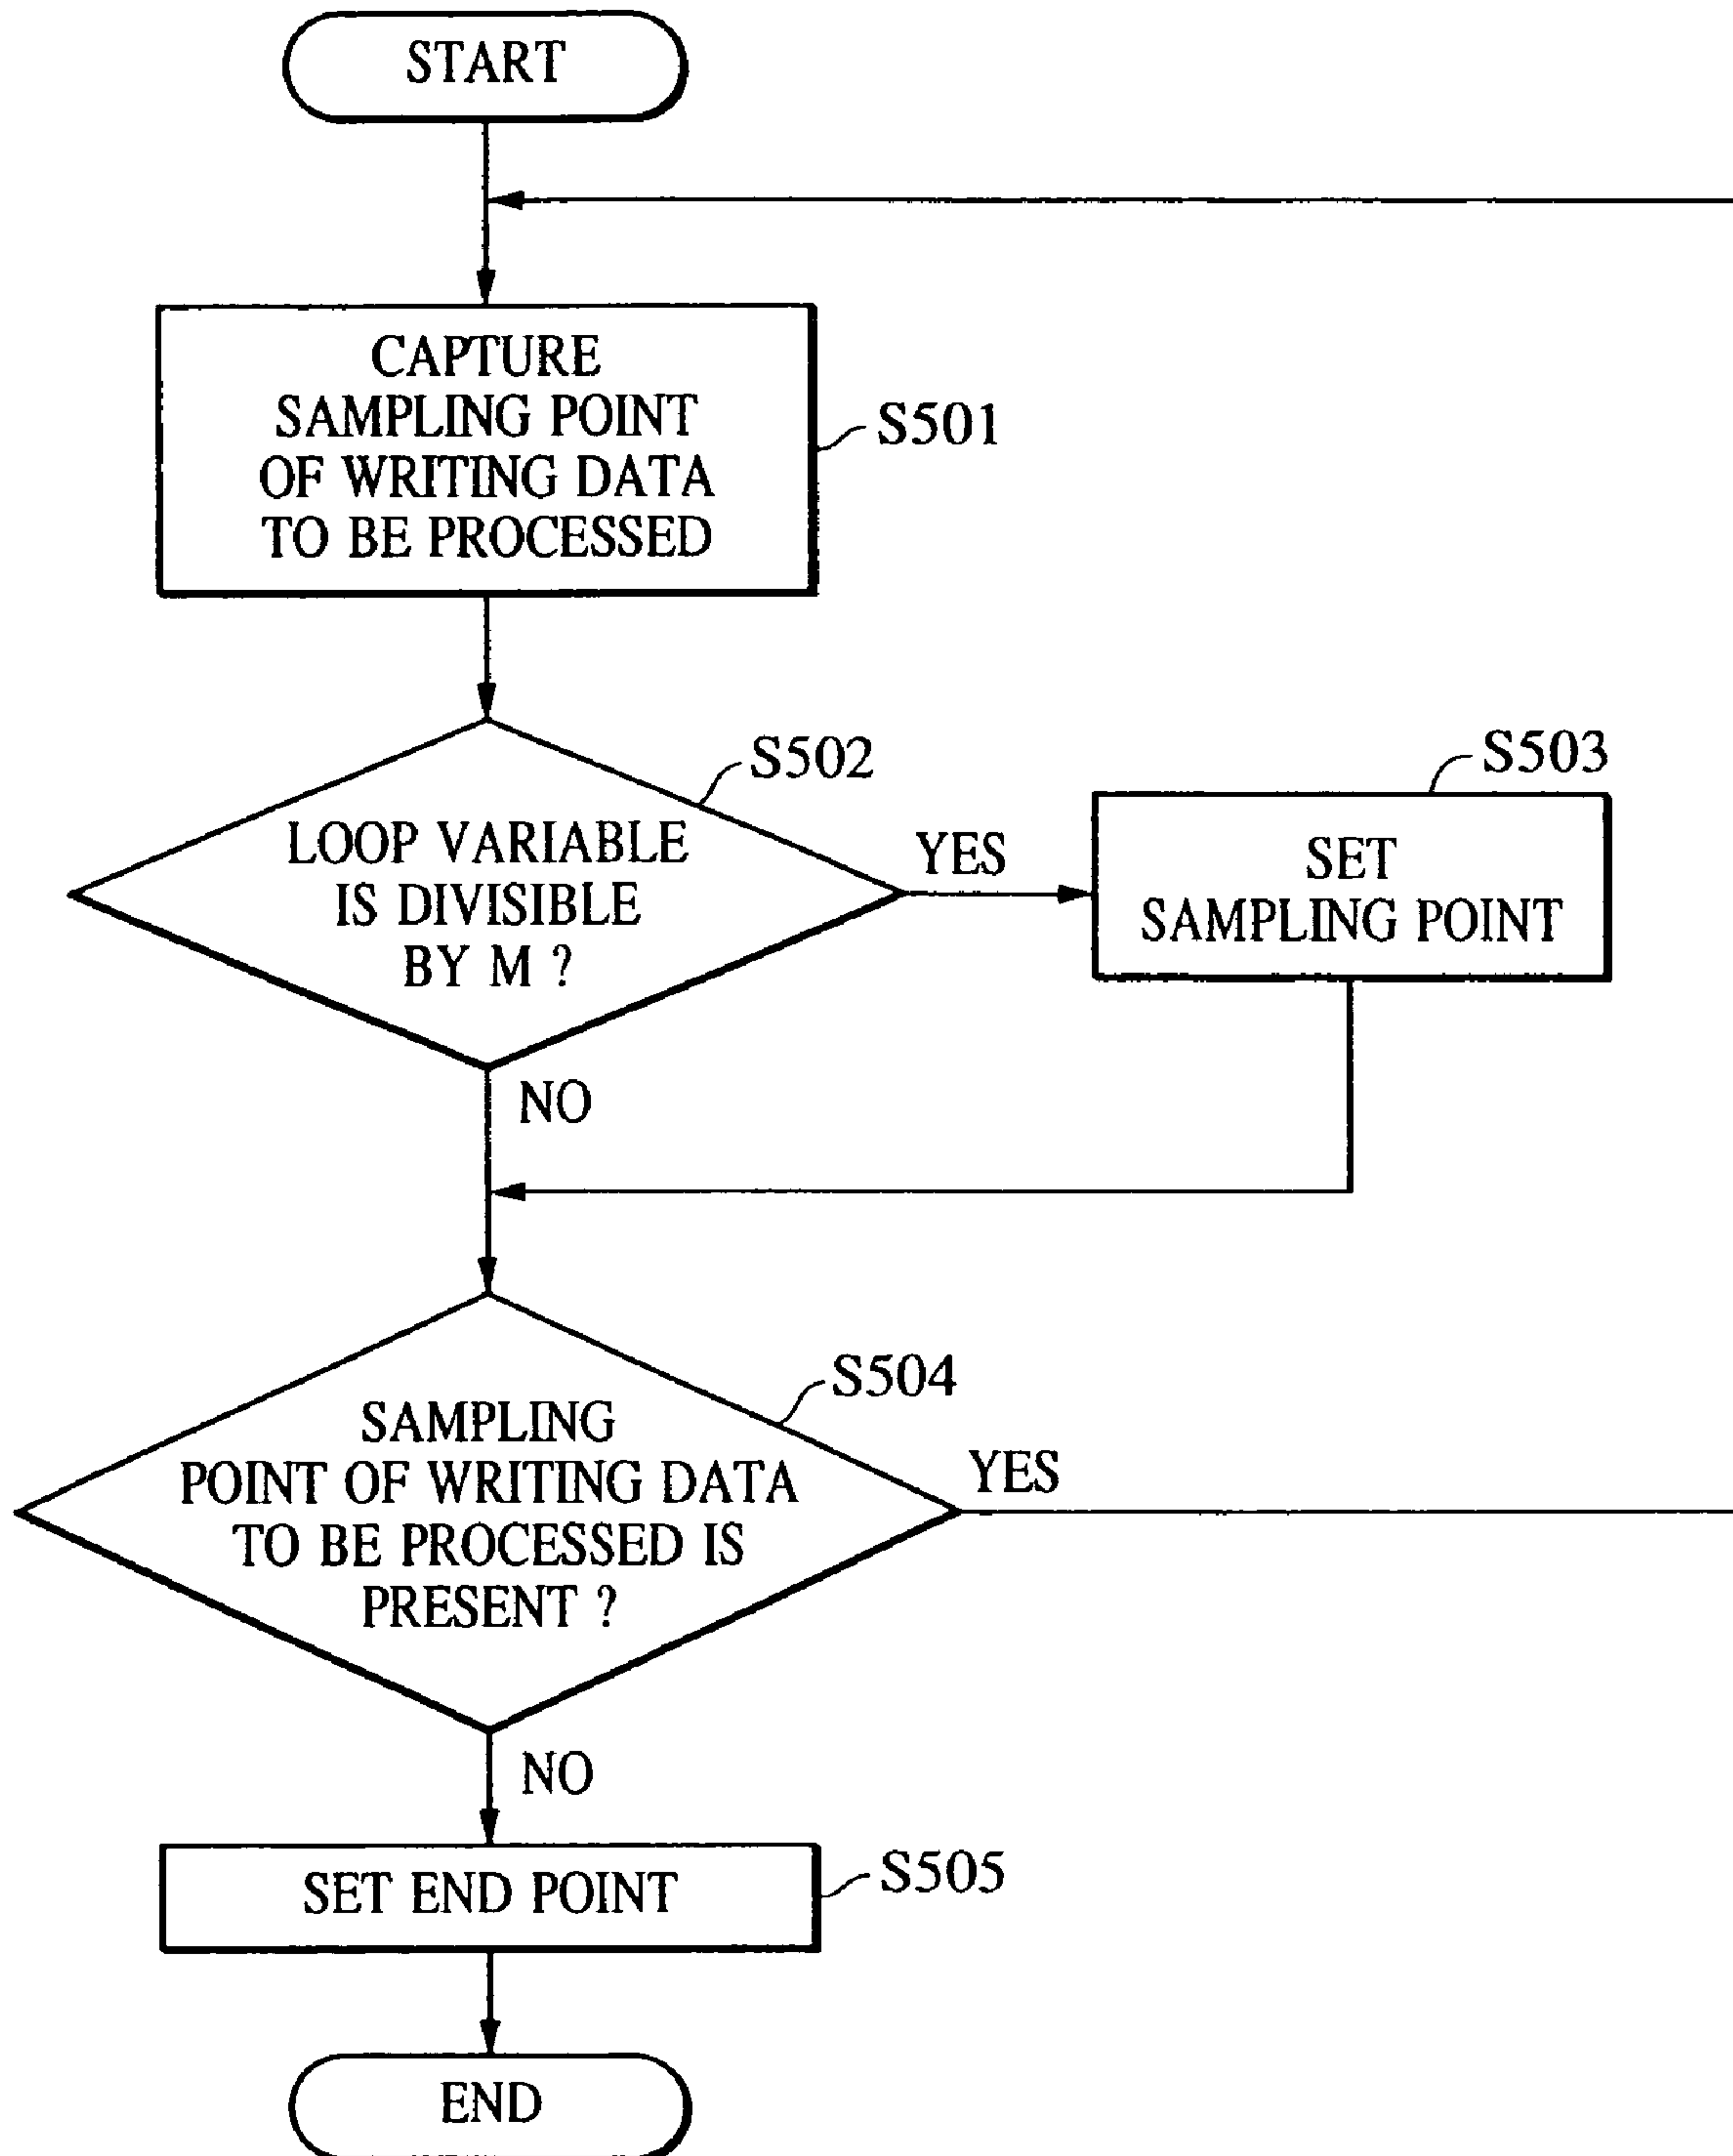 START
CAPTURE
SAMPLING POINT
OF WRITING DATA
TO BE PROCESSED
S501
S502
LOOP VARIABLE
IS DIVISIBLE
BY M ?
YES
S503
SET
SAMPLING POINT
NO
S504
SAMPLING
POINT OF WRITING DATA
TO BE PROCESSED IS
PRESENT ?
YES
NO
SET END POINT
S505
END